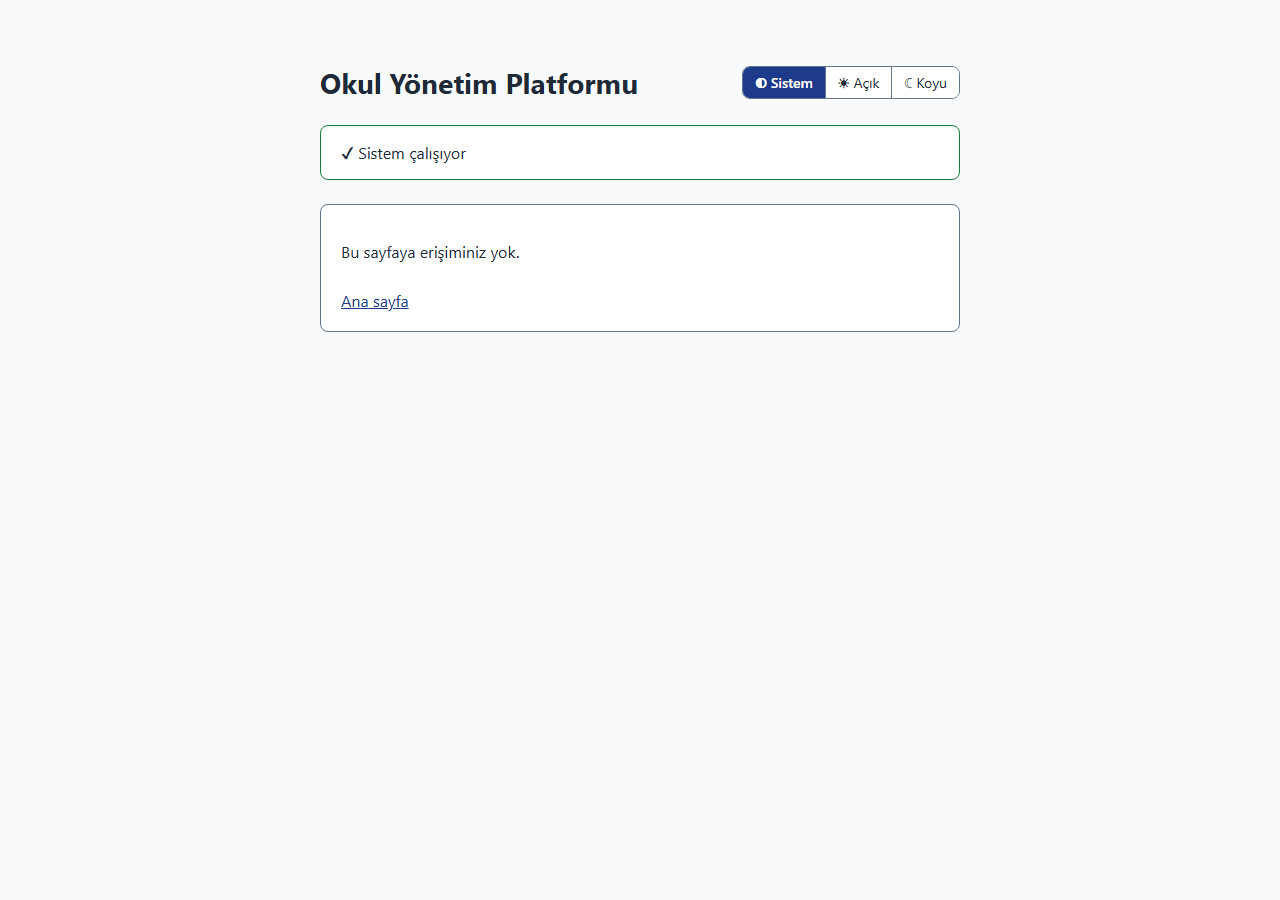 Okul Yönetim Platformu
◐ Sistem ☀ Açık ☾ Koyu
✓ Sistem çalışıyor
Bu sayfaya erişiminiz yok.
Ana sayfa